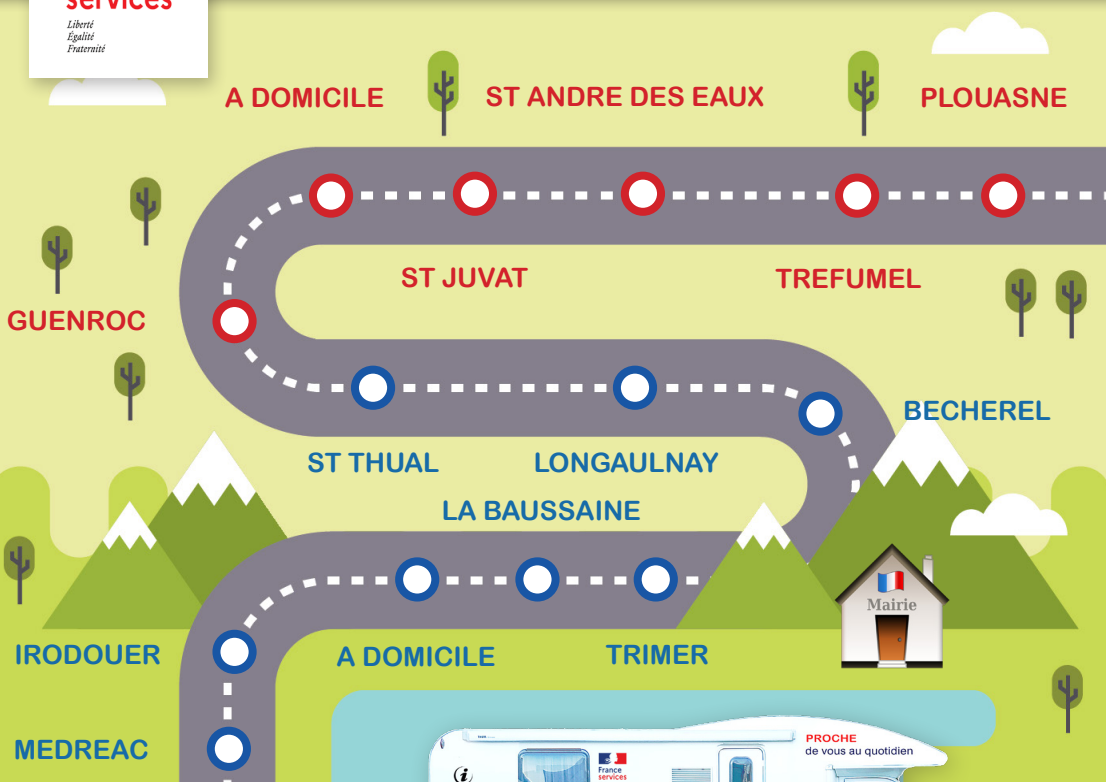 services
Liberté
Égalité
Fraternité
A DOMICILE
ST ANDRE DES EAUX
PLOUASNE
ST JUVAT
TREFUMEL
GUENROC
BECHEREL
ST THUAL
LONGAULNAY
LA BAUSSAINE
Mairie
IRODOUER
A DOMICILE
TRIMER
MEDREAC
PROCHE
de vous au quotidien
France
services
i